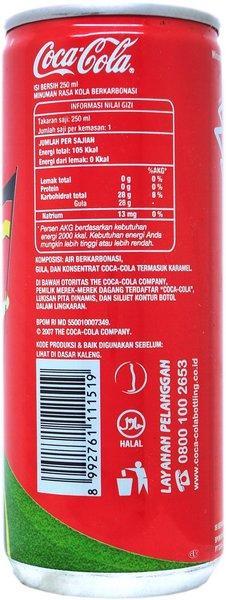 Coca-Cola
ISI BERSIH 250 ml
MINUMAN RASA KOLA BERKARBONASI
INFORMASI NILAI GIZI
Takaran saji: 250 ml
Jumlah saji per kemasan: 1
JUMLAH PER SAJIAN
Energi total: 105 Kkal
Energi dari lemak: 0 Kkal
%AKG*
Lemak total 0 g 0 %
Protein 0 g 0 %
Karbohidrat total 28 g 8 %
Gula 28 g
Natrium 13 mg 0 %
* Persen AKG berdasarkan kebutuhan
energi 2000 kkal. Kebutuhan energi Anda
mungkin lebih tinggi atau lebih rendah.
KOMPOSISI: AIR BERKARBONASI,
GULA, DAN KONSENTRAT COCA-COLA TERMASUK KARAMEL.
DI BAWAH OTORITAS THE COCA-COLA COMPANY,
PEMILIK MEREK-MEREK DAGANG TERDAFTAR "COCA-COLA",
LUKISAN PITA DINAMIS, DAN SILUET KONTUR BOTOL
DALAM LINGKARAN.
BPOM RI MD 550010007349.
© 2007 THE COCA-COLA COMPANY.
KODE PRODUKSI & BAIK DIGUNAKAN SEBELUM:
LIHAT DI DASAR KALENG.
8 992761 111519
HALAL
LAYANAN PELANGGAN
0800 100 2653
www.coca-colabottling.co.id